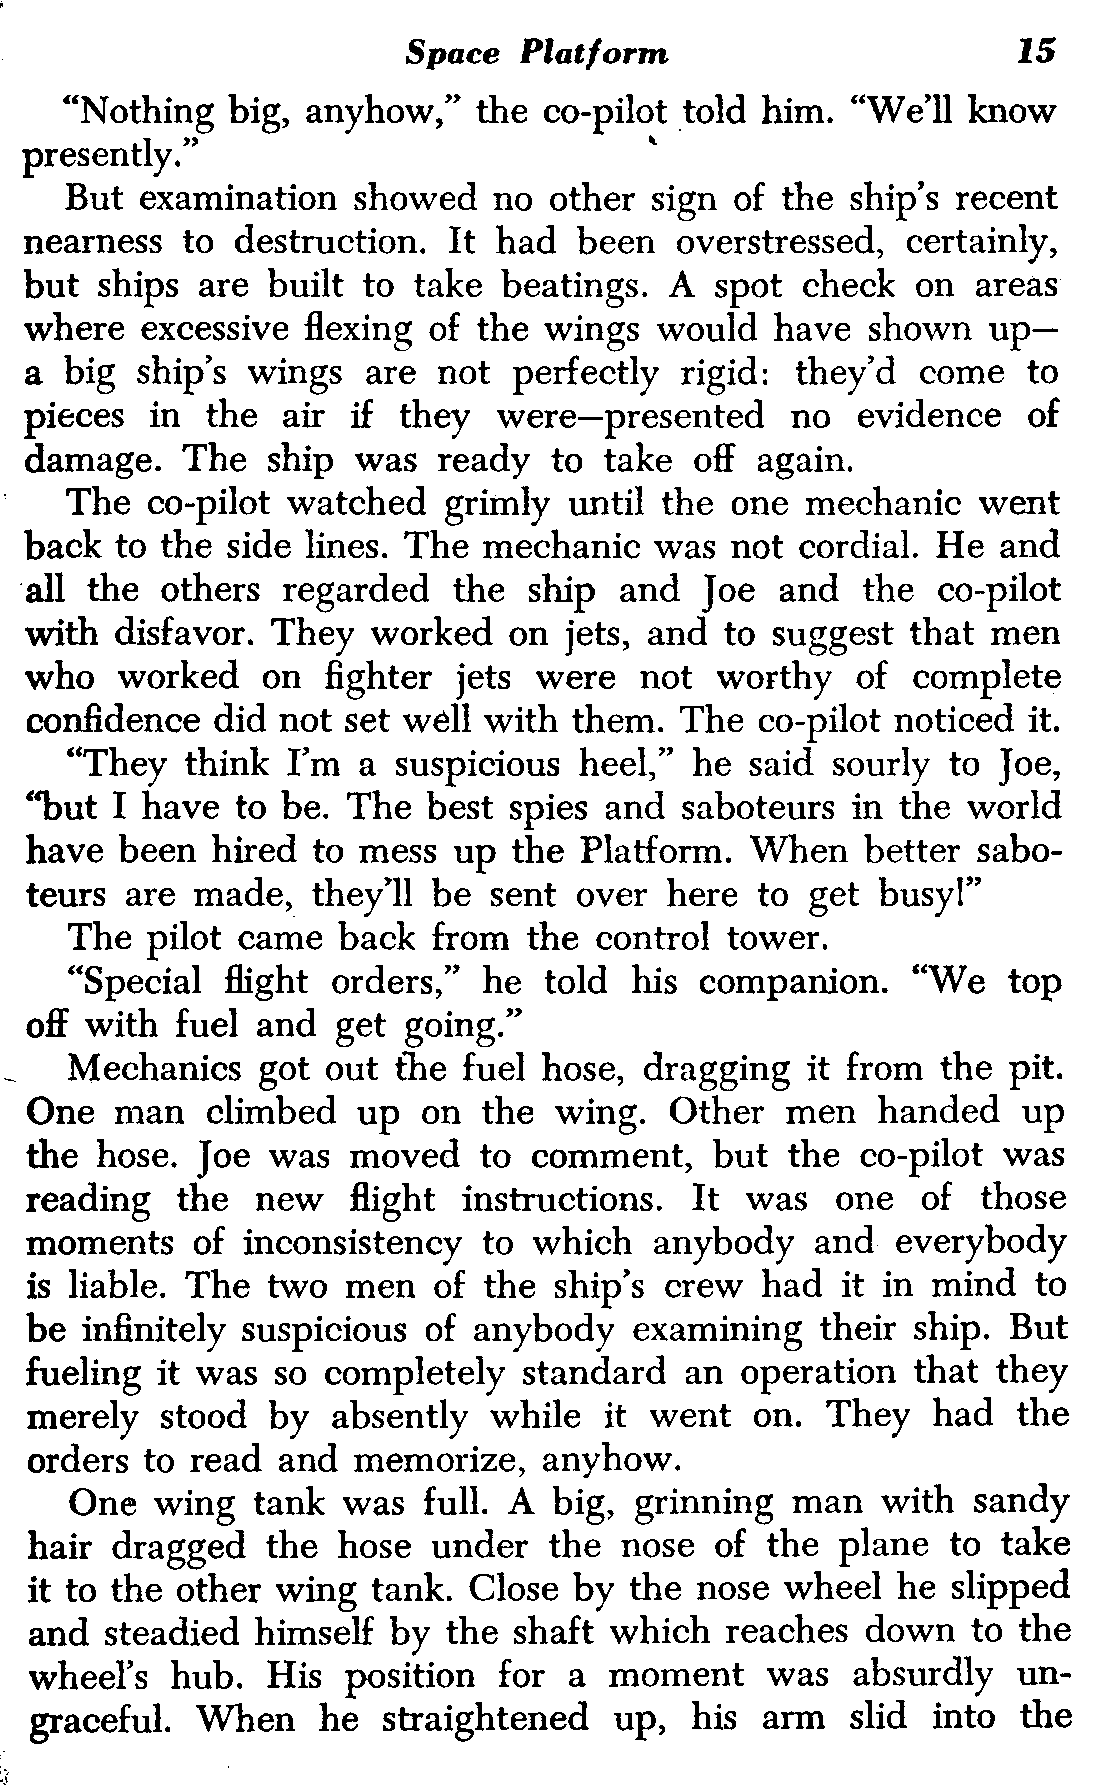 Space Platform 15
“Nothing big, anyhow,” the co-pilot told him. “We’ll know
presently.”
But examination showed no other sign of the ship’s recent
nearness to destruction. It had been overstressed, certainly,
but ships are built to take beatings. A spot check on areas
where excessive flexing of the wings would have shown up—
a big ship’s wings are not perfectly rigid: they’d come to
pieces in the air if they were—presented no evidence of
damage. The ship was ready to take off again.
The co-pilot watched grimly until the one mechanic went
back to the side lines. The mechanic was not cordial. He and
all the others regarded the ship and Joe and the co-pilot
with disfavor. They worked on jets, and to suggest that men
who worked on fighter jets were not worthy of complete
confidence did not set well with them. The co-pilot noticed it.
“They think I’m a suspicious heel,” he said sourly to Joe,
“but I have to be. The best spies and saboteurs in the world
have been hired to mess up the Platform. When better sabo-
teurs are made, they’ll be sent over here to get busy!”
The pilot came back from the control tower.
“Special flight orders,” he told his companion. “We top
off with fuel and get going.”
Mechanics got out the fuel hose, dragging it from the pit.
One man climbed up on the wing. Other men handed up
the hose. Joe was moved to comment, but the co-pilot was
reading the new flight instructions. It was one of those
moments of inconsistency to which anybody and everybody
is liable. The two men of the ship’s crew had it in mind to
be infinitely suspicious of anybody examining their ship. But
fueling it was so completely standard an operation that they
merely stood by absently while it went on. They had the
orders to read and memorize, anyhow.
One wing tank was full. A big, grinning man with sandy
hair dragged the hose under the nose of the plane to take
it to the other wing tank. Close by the nose wheel he slipped
and steadied himself by the shaft which reaches down to the
wheel’s hub. His position for a moment was absurdly un-
graceful. When he straightened up, his arm slid into the